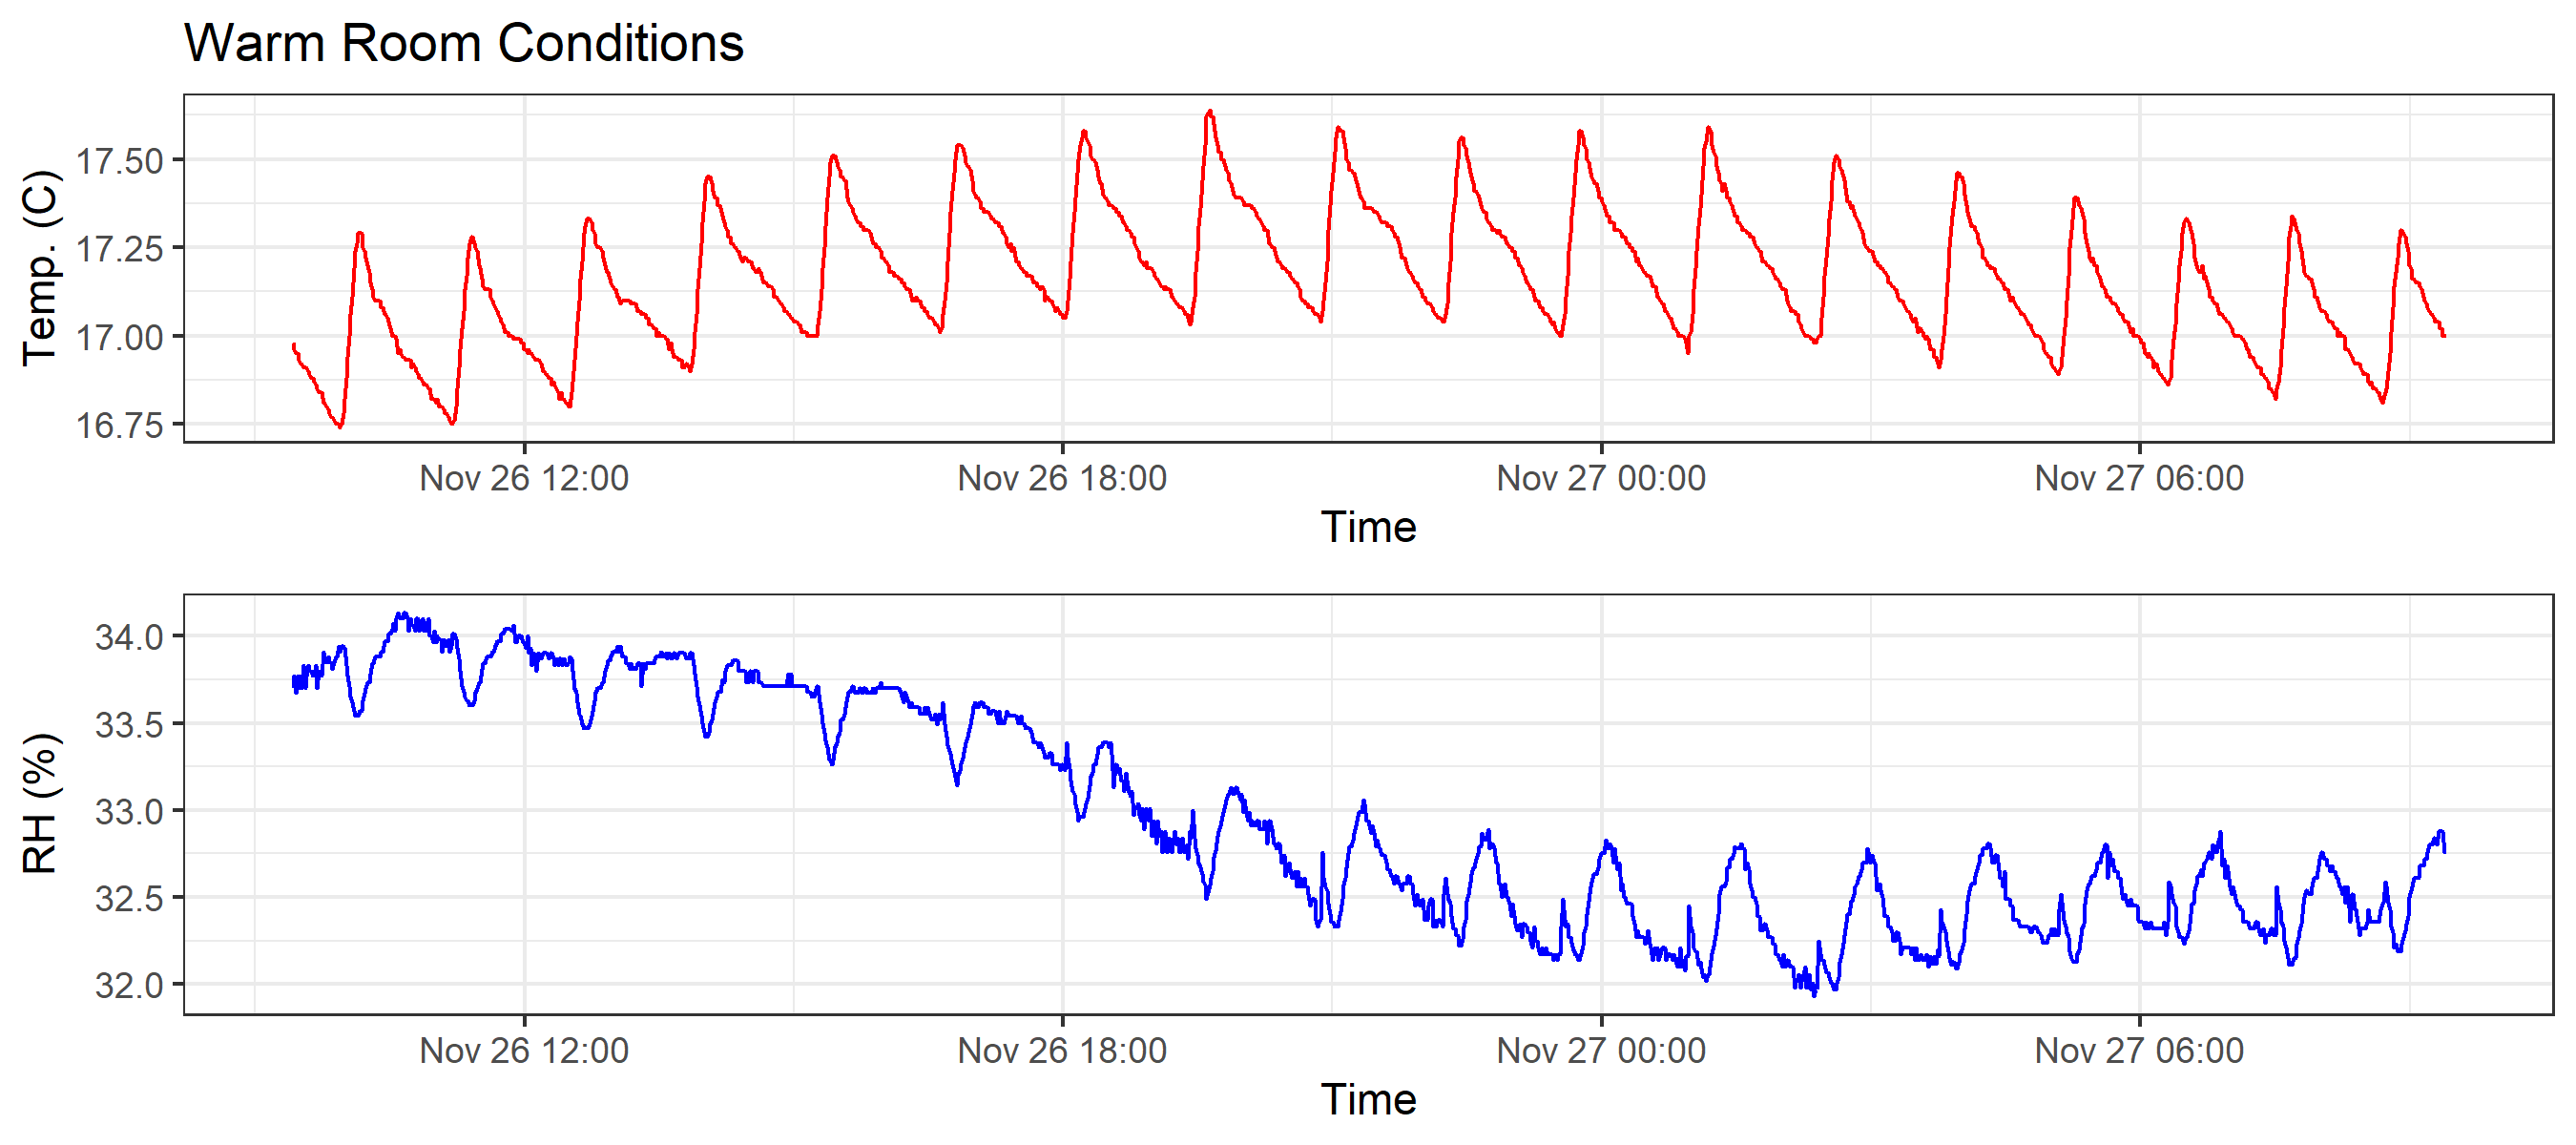 Warm Room Conditions
Temp. (C)
17.50
17.25
17.00
16.75
Nov 26 12:00 Nov 26 18:00 Nov 27 00:00 Nov 27 06:00
Time
RH (%)
34.0
33.5
33.0
32.5
32.0
Nov 26 12:00 Nov 26 18:00 Nov 27 00:00 Nov 27 06:00
Time